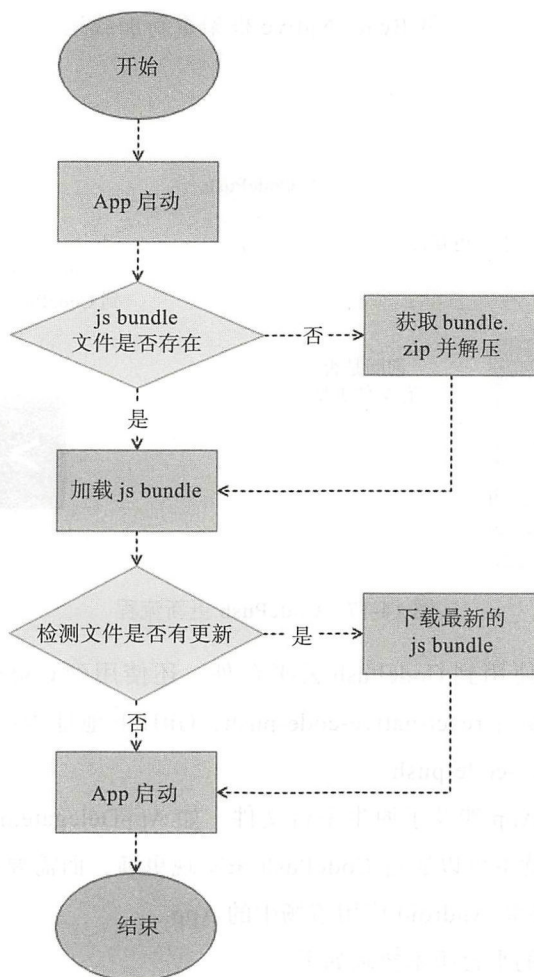 开始
App 启动
js bundle
文件是否存在
否
获取 bundle.
zip 并解压
是
加载 js bundle
检测文件是否有更新
是
下载最新的
js bundle
否
App 启动
结束